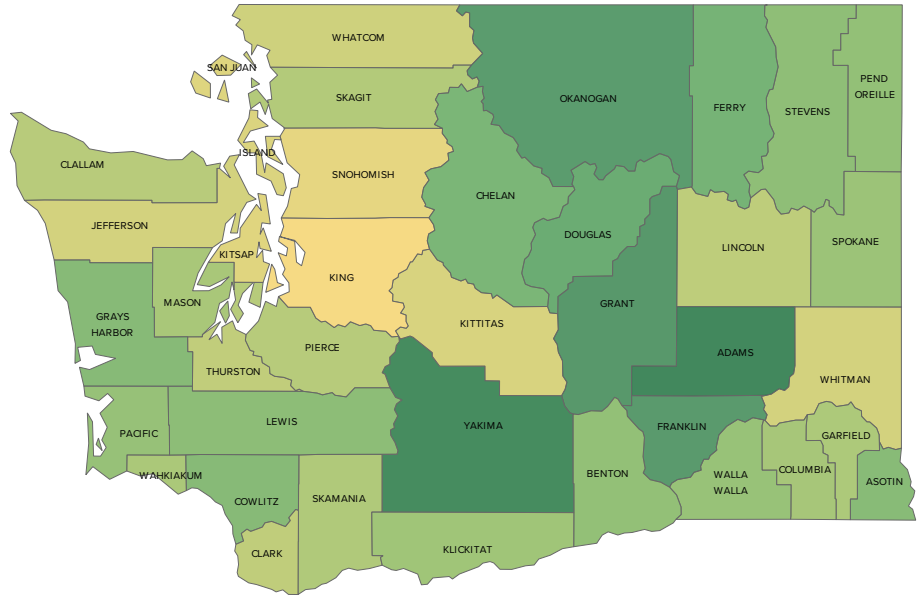 WHATCOM
SAN JUAN
SKAGIT
OKANOGAN
FERRY
STEVENS
PEND
OREILLE
ISLAND
CLALLAM
SNOHOMISH
CHELAN
JEFFERSON
KITSAP
DOUGLAS
LINCOLN
SPOKANE
KING
MASON
GRANT
GRAYS
HARBOR
KITTITAS
PIERCE
ADAMS
THURSTON
WHITMAN
LEWIS
YAKIMA
FRANKLIN
PACIFIC
GARFIELD
WAHKIAKUM
BENTON
WALLA
WALLA
COLUMBIA
ASOTIN
COWLITZ
SKAMANIA
CLARK
KLICKITAT